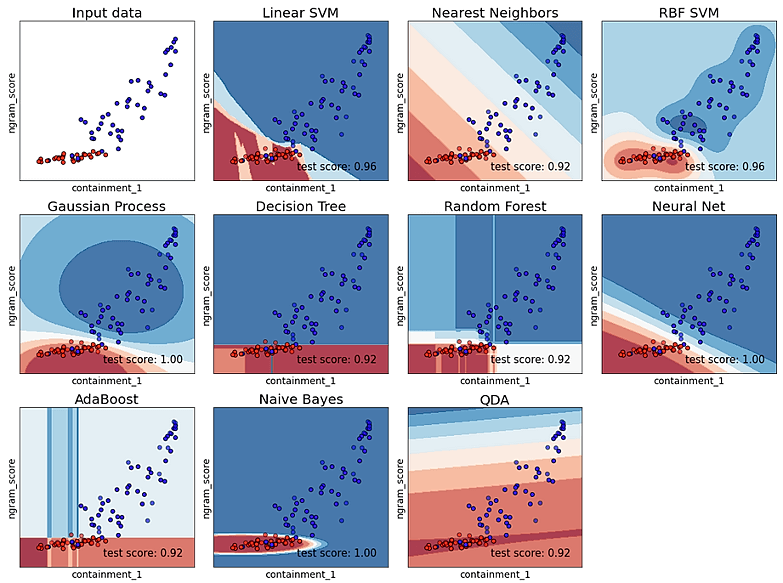 Input data
Linear SVM
Nearest Neighbors
RBF SVM
ngram_score
ngram_score
ngram_score
ngram_score
test score: 0.96
test score: 0.92
test score: 0.96
containment_1
containment_1
containment_1
containment_1
Gaussian Process
Decision Tree
Random Forest
Neural Net
ngram_score
ngram_score
ngram_score
ngram_score
test score: 1.00
test score: 0.92
test score: 0.92
test score: 1.00
containment_1
containment_1
containment_1
containment_1
AdaBoost
Naive Bayes
QDA
ngram_score
ngram_score
ngram_score
test score: 0.92
test score: 1.00
test score: 0.92
containment_1
containment_1
containment_1